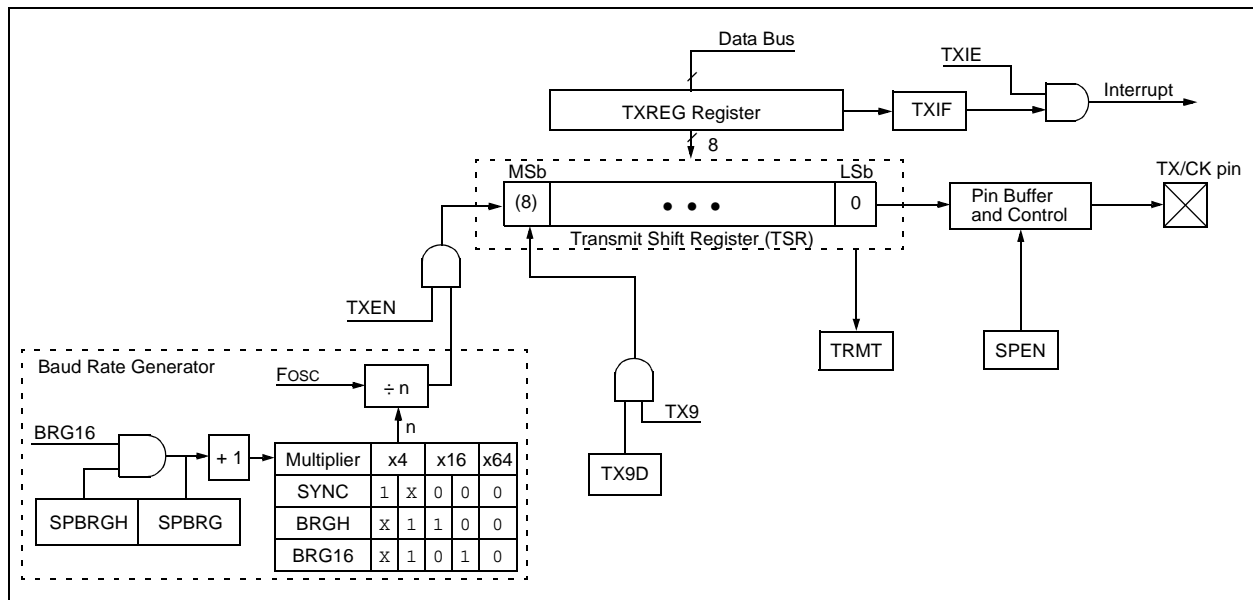 Data Bus
TXIE
Interrupt
TXREG Register
TXIF
8
MSb
LSb
TX/CK pin
(8)
• • •
0
Pin Buffer
and Control
Transmit Shift Register (TSR)
TXEN
TRMT
SPEN
Baud Rate Generator
FOSC
÷ n
n
TX9
BRG16
+ 1
Multiplier x4 x16 x64
TX9D
SYNC 1 X 0 0 0
SPBRGH SPBRG
BRGH X 1 1 0 0
BRG16 X 1 0 1 0